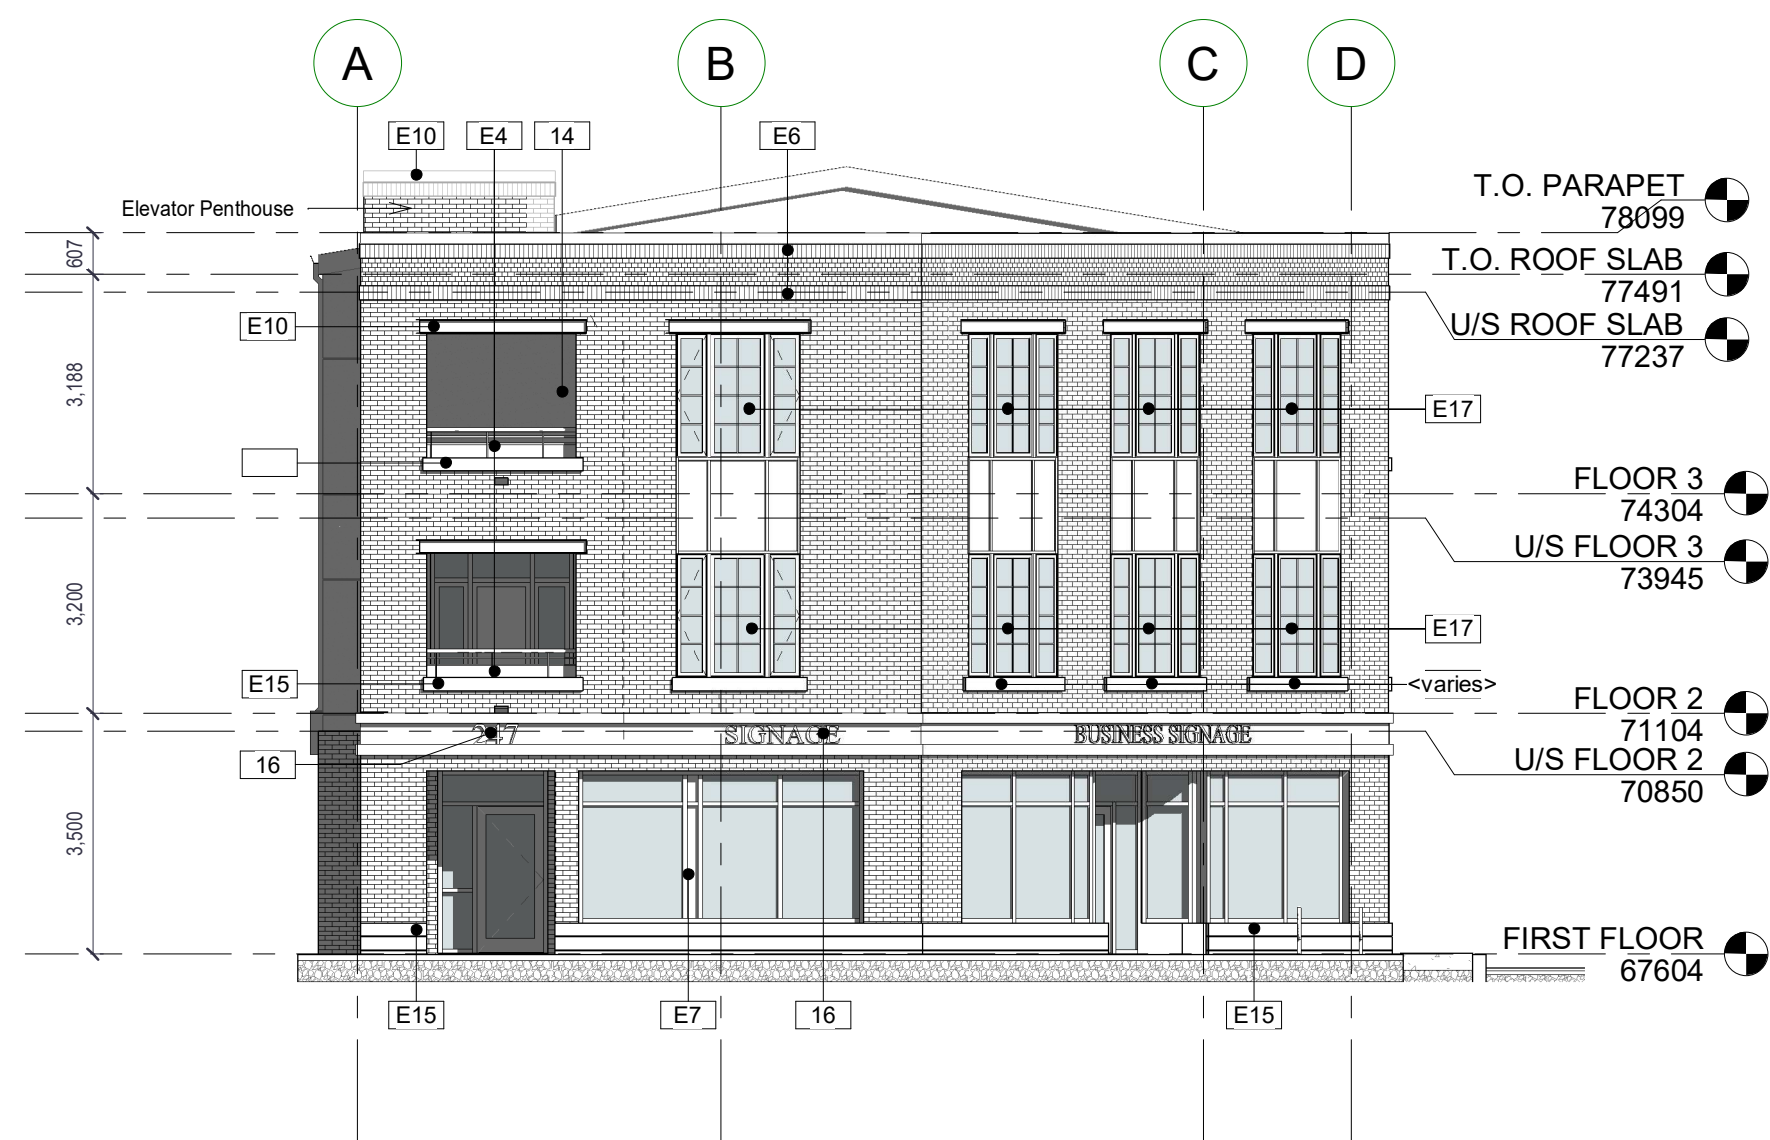 A
B
C
D
E10
E4
14
E6
Elevator Penthouse
T.O. PARAPET
78099
607
T.O. ROOF SLAB
77491
U/S ROOF SLAB
77237
E10
3,188
E17
FLOOR 3
74304
U/S FLOOR 3
73945
3,200
E17
E15
<varies>
FLOOR 2
71104
247
SIGNAGE
BUSINESS SIGNAGE
16
U/S FLOOR 2
70850
3,500
FIRST FLOOR
67604
E15
E7
16
E15